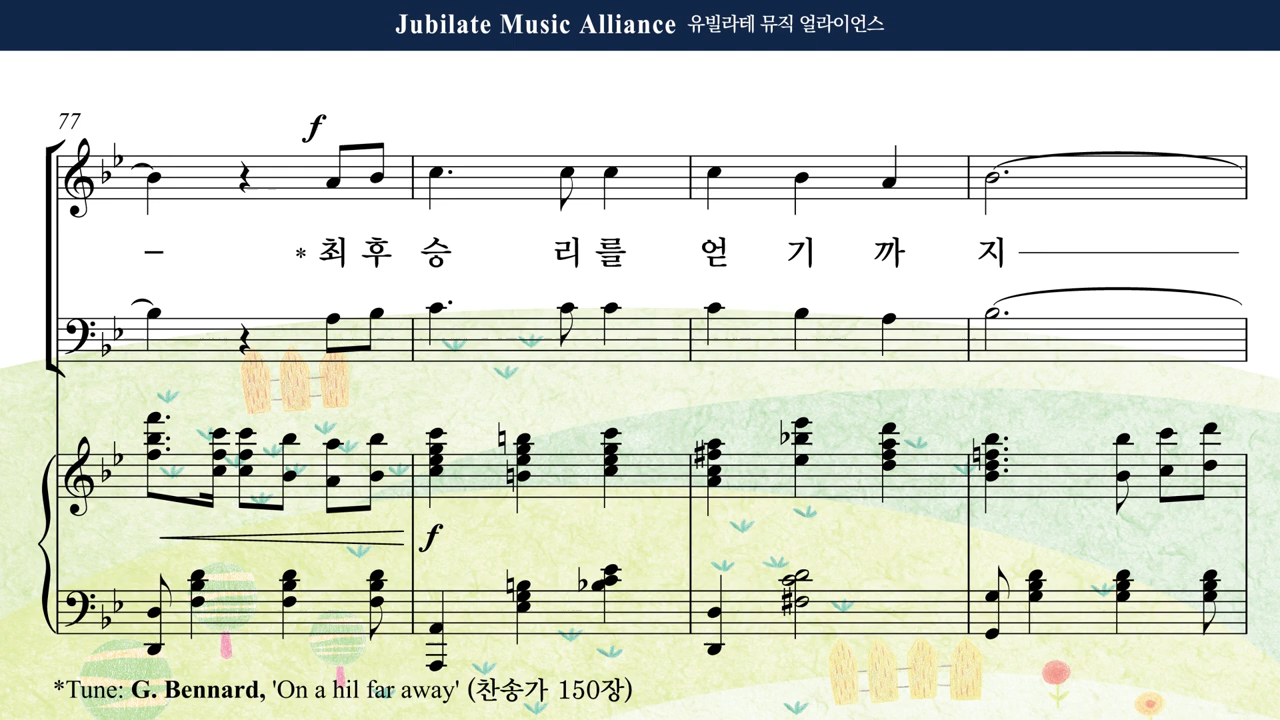 Jubilate Music Alliance 유빌라테 뮤직 얼라이언스
77
f
- *최 후 승 리 를 얻 기 까 지
f
*Tune: G. Bennard, 'On a hil far away' (찬송가 150장)